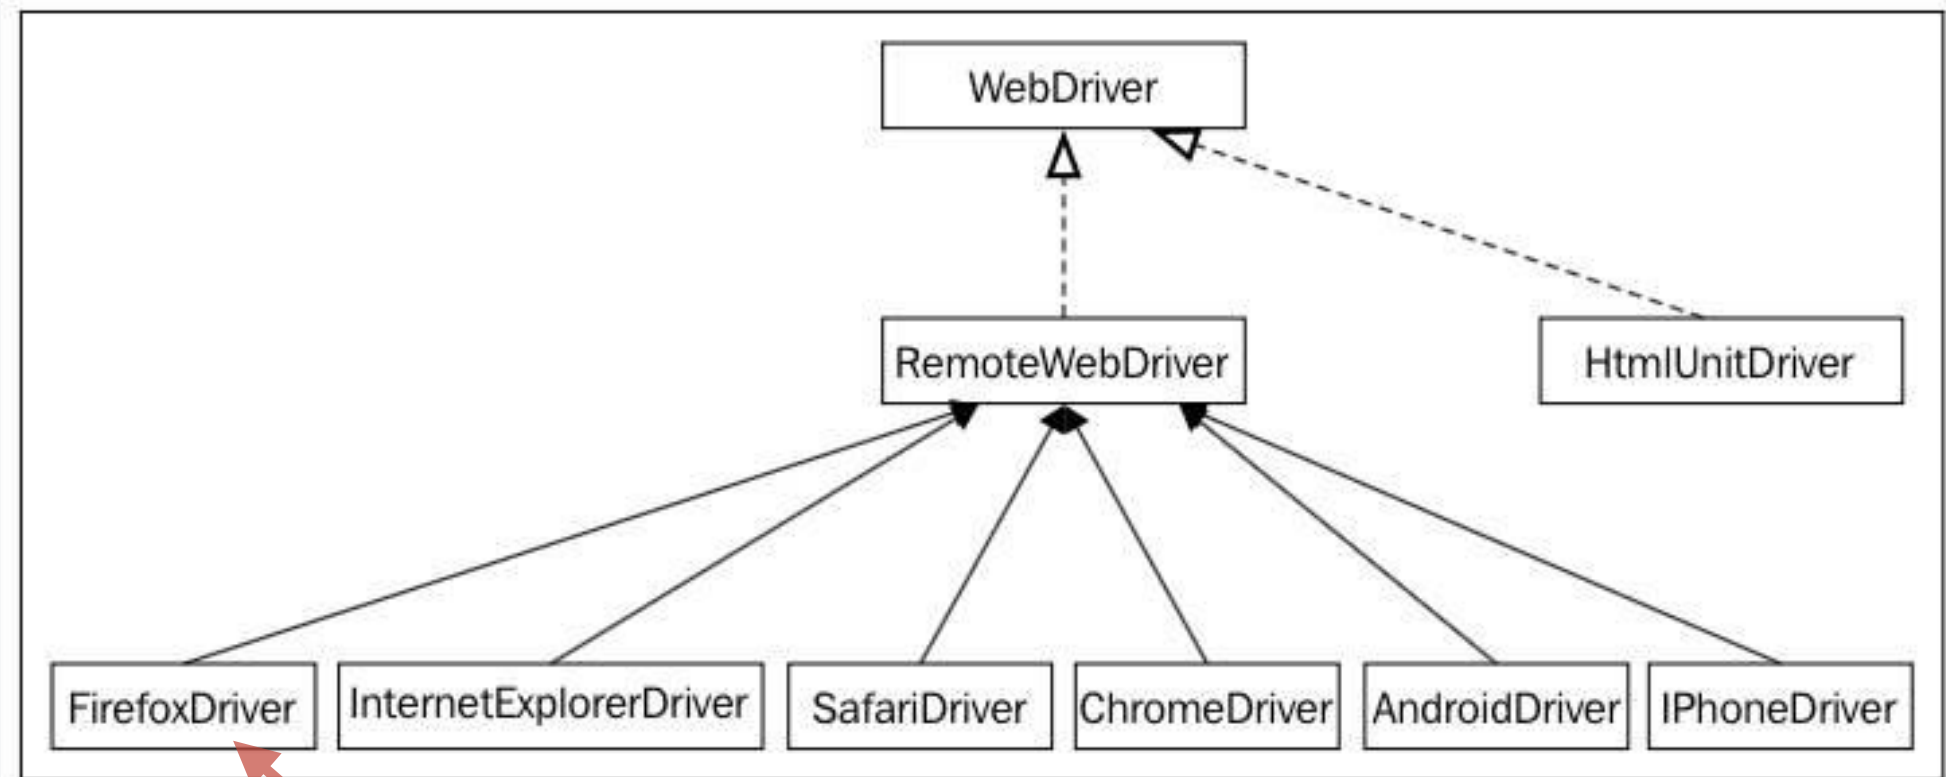 WebDriver
RemoteWebDriver
HtmlUnitDriver
FirefoxDriver
InternetExplorerDriver
SafariDriver
ChromeDriver
AndroidDriver
IPhoneDriver